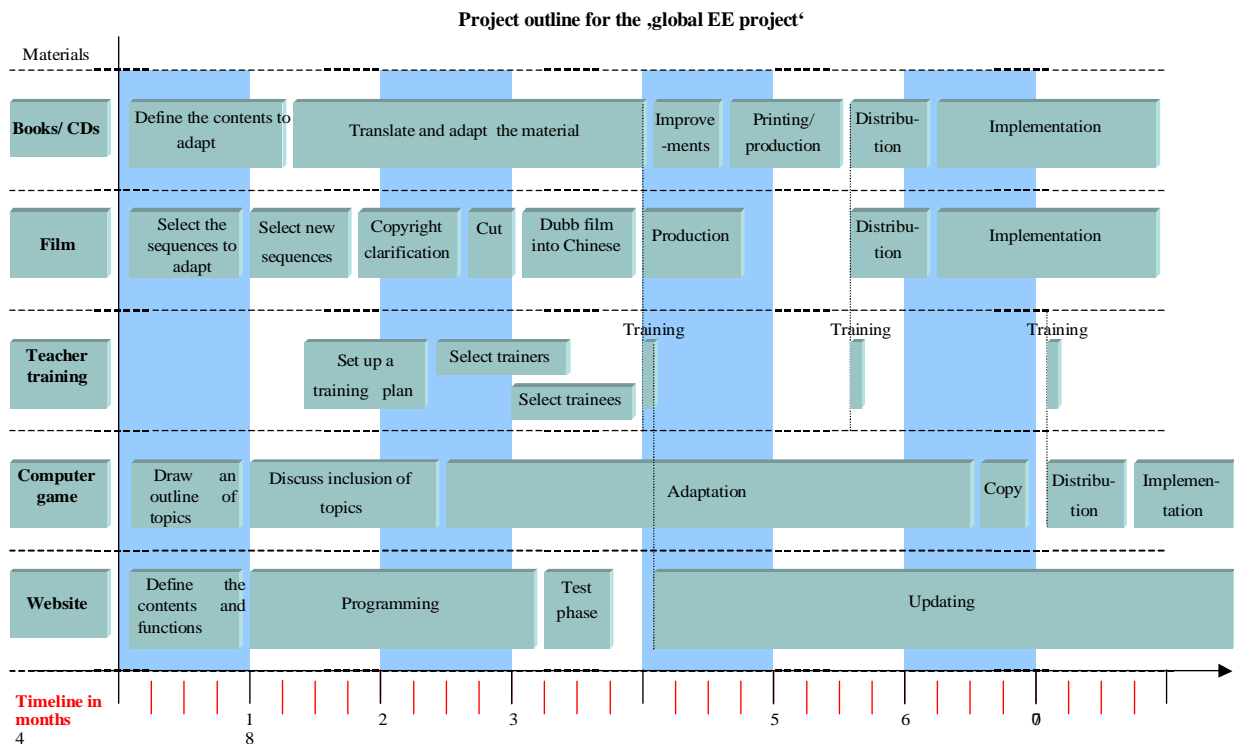 Project outline for the ‚global EE project‘
Materials
Books/ CDs
Define the contents to
adapt
Translate and adapt the material
Improve
-ments
Printing/
production
Distribu-
tion
Implementation
Film
Select the
sequences to
adapt
Select new
sequences
Copyright
clarification
Cut
Dubb film
into Chinese
Production
Distribu-
tion
Implementation
Teacher
training
Set up a
training plan
Select trainers
Select trainees
Training
Training
Training
Computer
game
Draw an
outline of
topics
Discuss inclusion of
topics
Adaptation
Copy
Distribu-
tion
Implemen-
tation
Website
Define the
contents and
functions
Programming
Test
phase
Updating
Timeline in
months
1 2 3 5 6 7
4 8